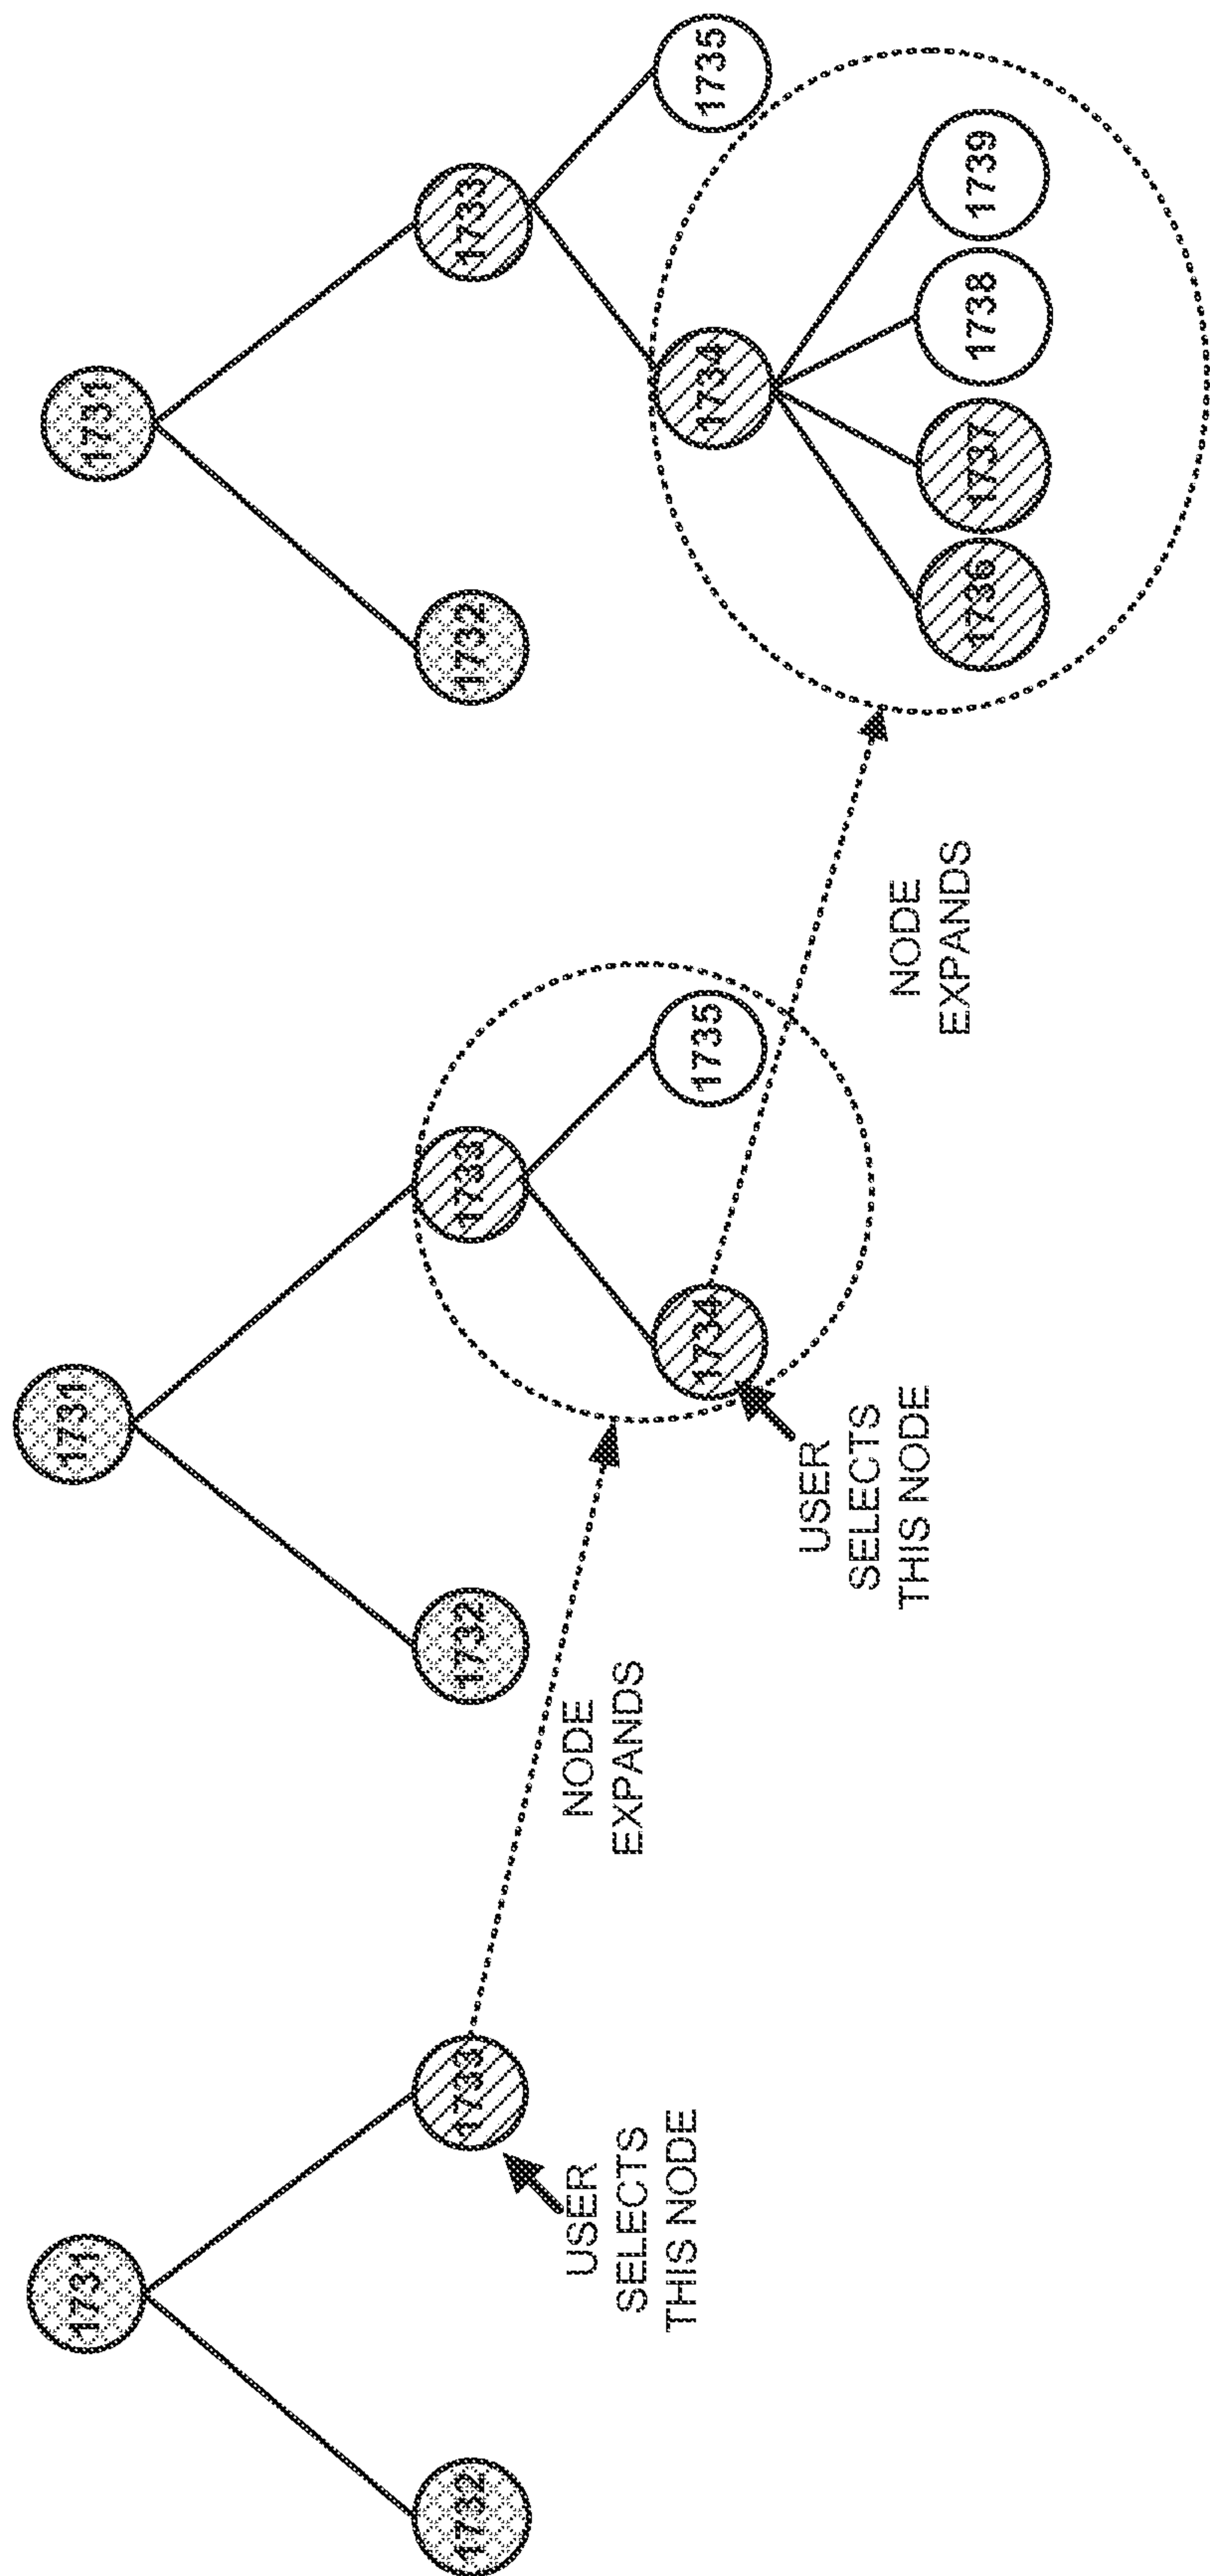 1731
1732
1733
USER
SELECTS
THIS NODE
NODE
EXPANDS
1731
1732
1733
1734
1735
USER
SELECTS
THIS NODE
NODE
EXPANDS
1731
1732
1733
1734
1735
1736
1737
1738
1739